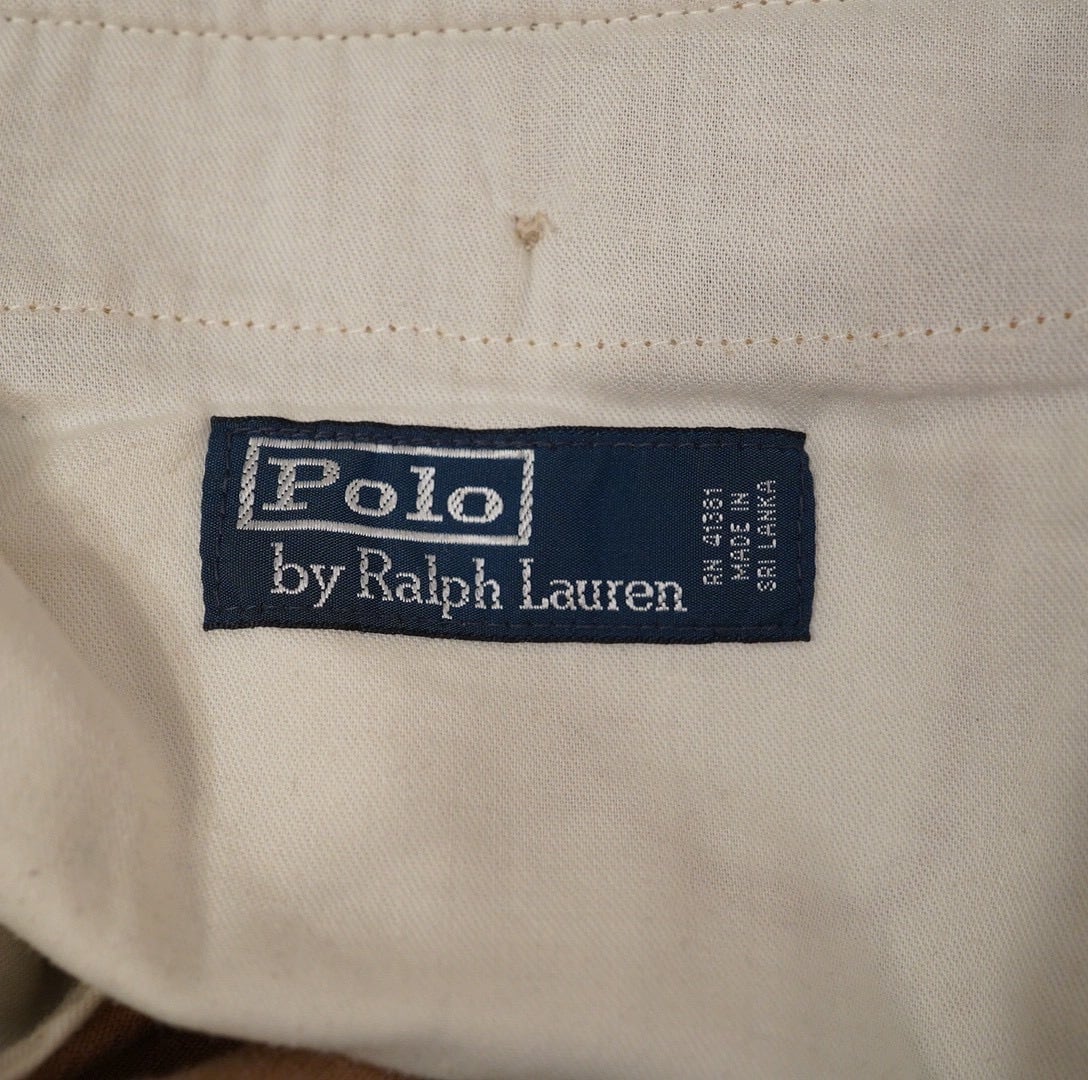 Polo
by Ralph Lauren
RN 41381
MADE IN
SRI LANKA